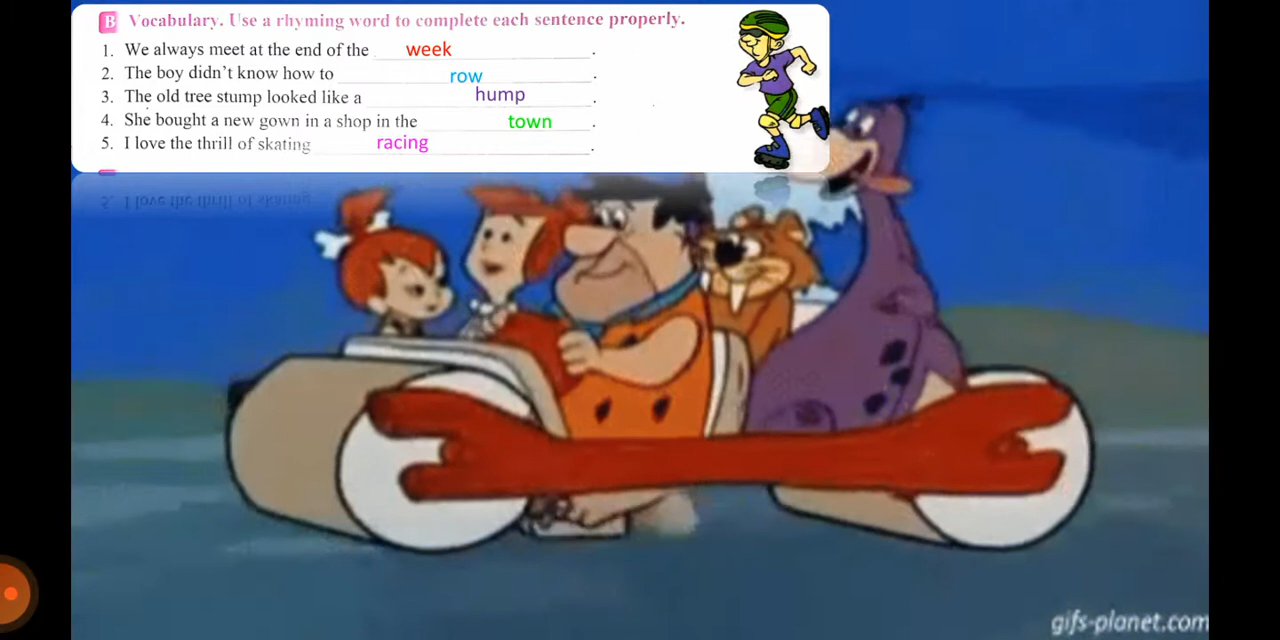 B Vocabulary. Use a rhyming word to complete each sentence properly.
1. We always meet at the end of the week.
2. The boy didn't know how to row.
3. The old tree stump looked like a hump.
4. She bought a new gown in a shop in the town.
5. I love the thrill of skating racing.
gifs-planet.com